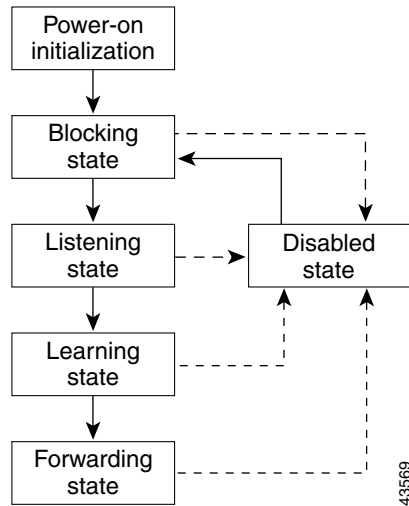 Power-on
initialization
Blocking
state
Listening
state
Disabled
state
Learning
state
Forwarding
state
43569